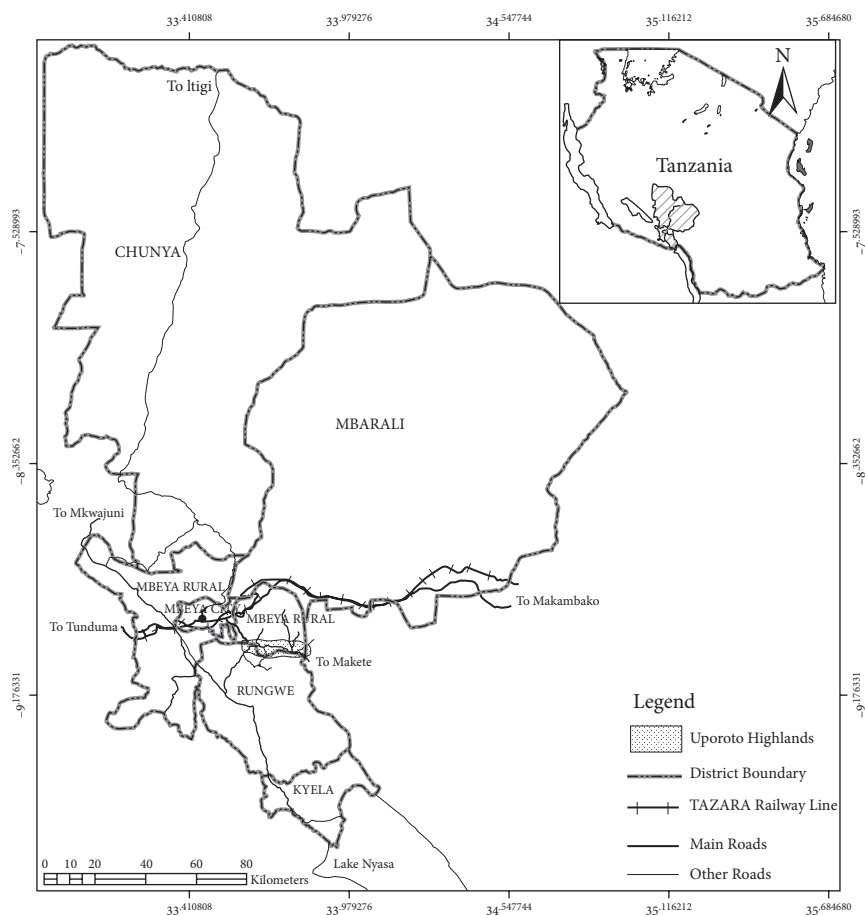 33.410808 33.979276 34.547744 35.116212 35.684680
N
To ltigi
Tanzania
-7.528993 -7.528993
CHUNYA
MBARALI
-8.352662 -8.352662
To Mkwajuni
MBEYA RURAL
To Makambako
MBEYA RURAL
To Tunduma
To Makete
RUNGWE
-9.176331 -9.176331
Legend
Uporoto Highlands
District Boundary
KYELA
TAZARA Railway Line
Main Roads
Lake Nyasa
Other Roads
0 10 20 40 60 80
Kilometers
33.410808 33.979276 34.547744 35.116212 35.684680